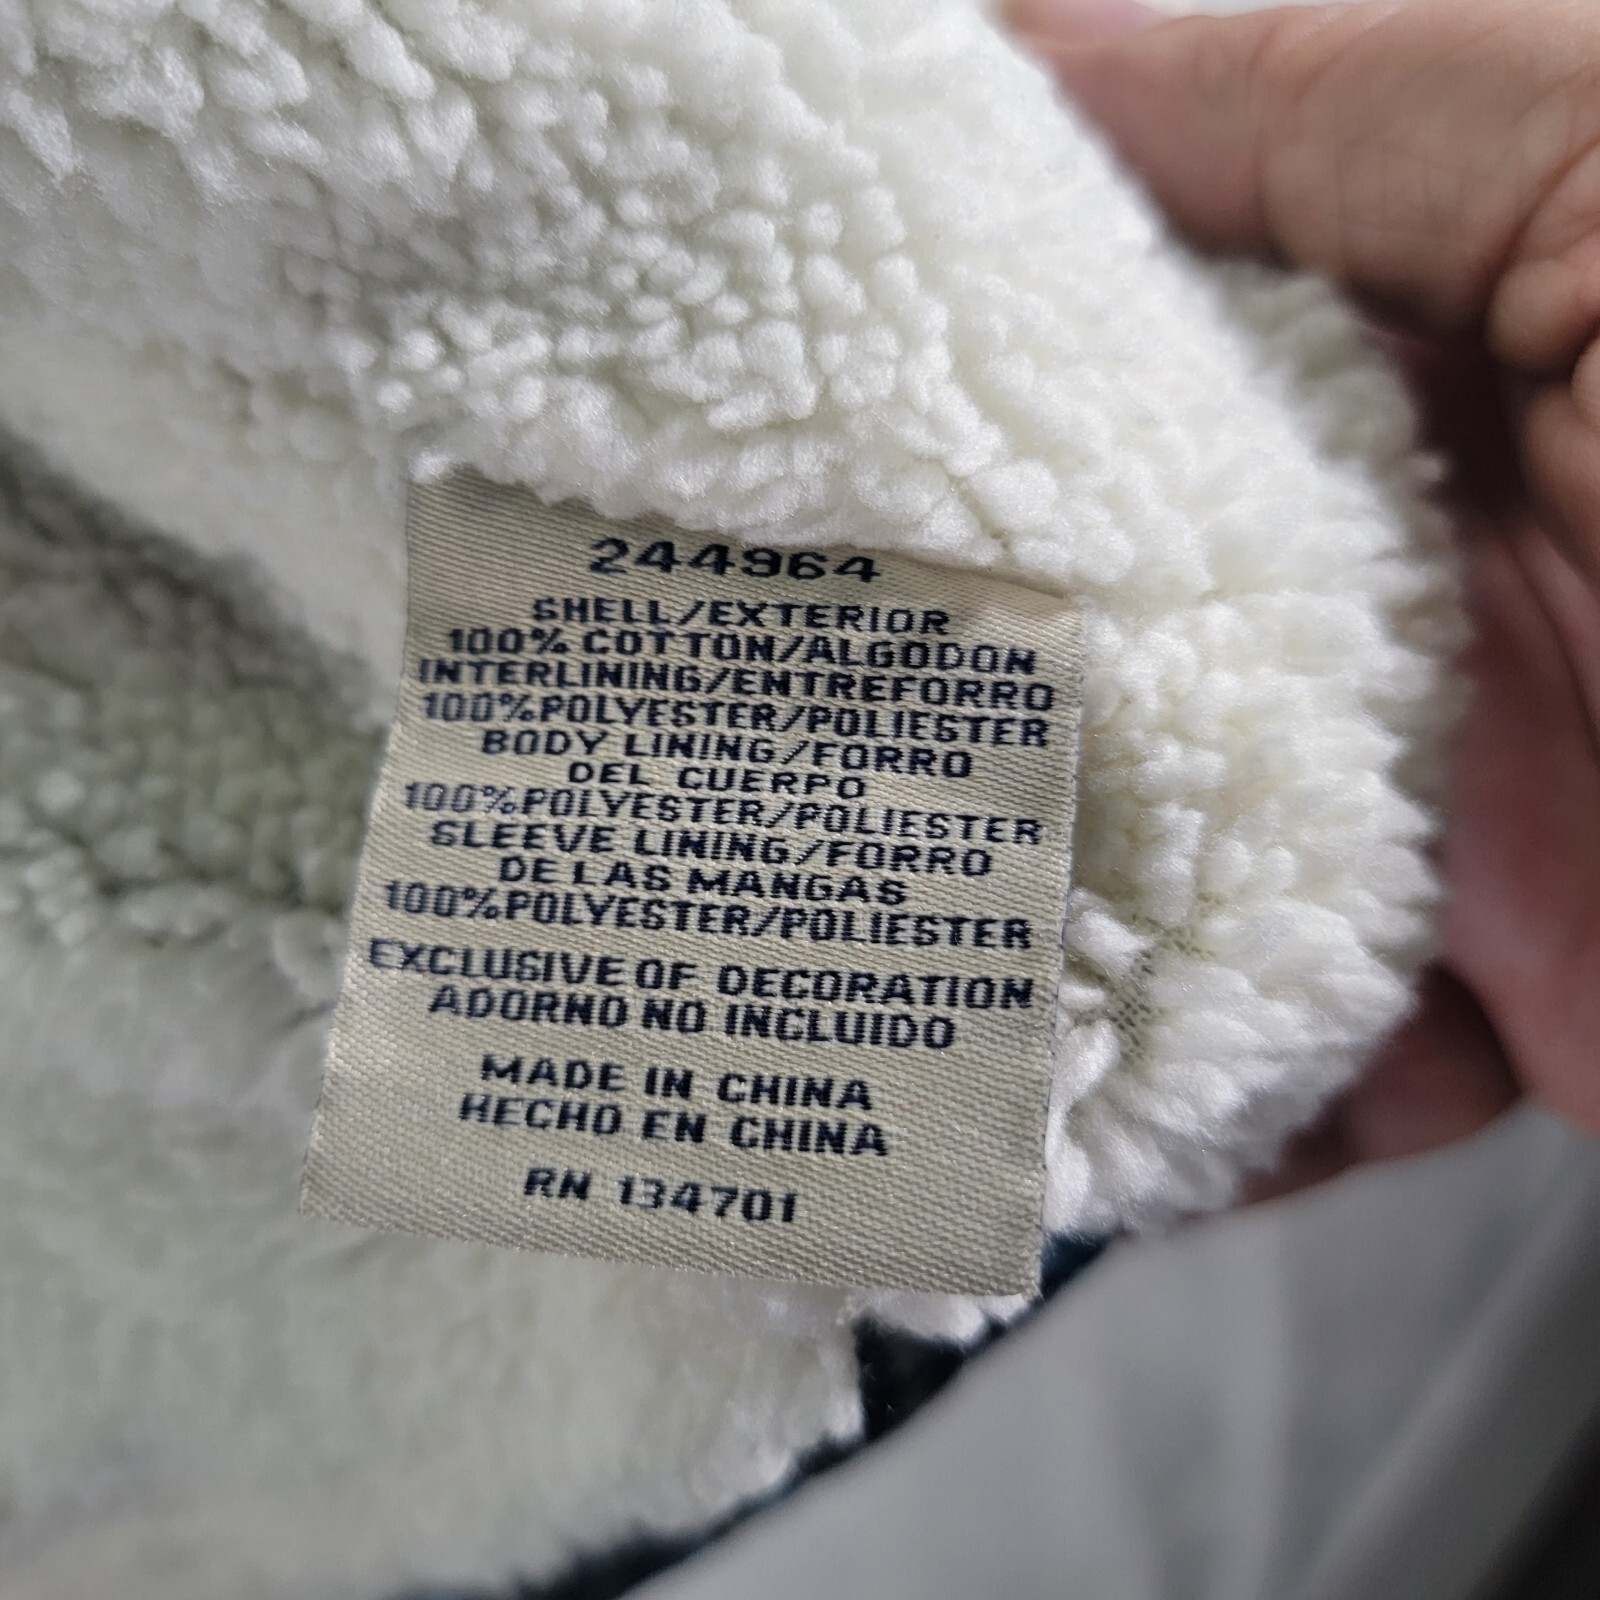 244964
SHELL/EXTERIOR
100% COTTON/ALGODON
INTERLINING/ENTREFORRO
100%POLYESTER/POLIESTER
BODY LINING/FORRO
DEL CUERPO
100%POLYESTER/POLIESTER
SLEEVE LINING/FORRO
DE LAS MANGAS
100%POLYESTER/POLIESTER
EXCLUSIVE OF DECORATION
ADORNO NO INCLUIDO
MADE IN CHINA
HECHO EN CHINA
RN 134701